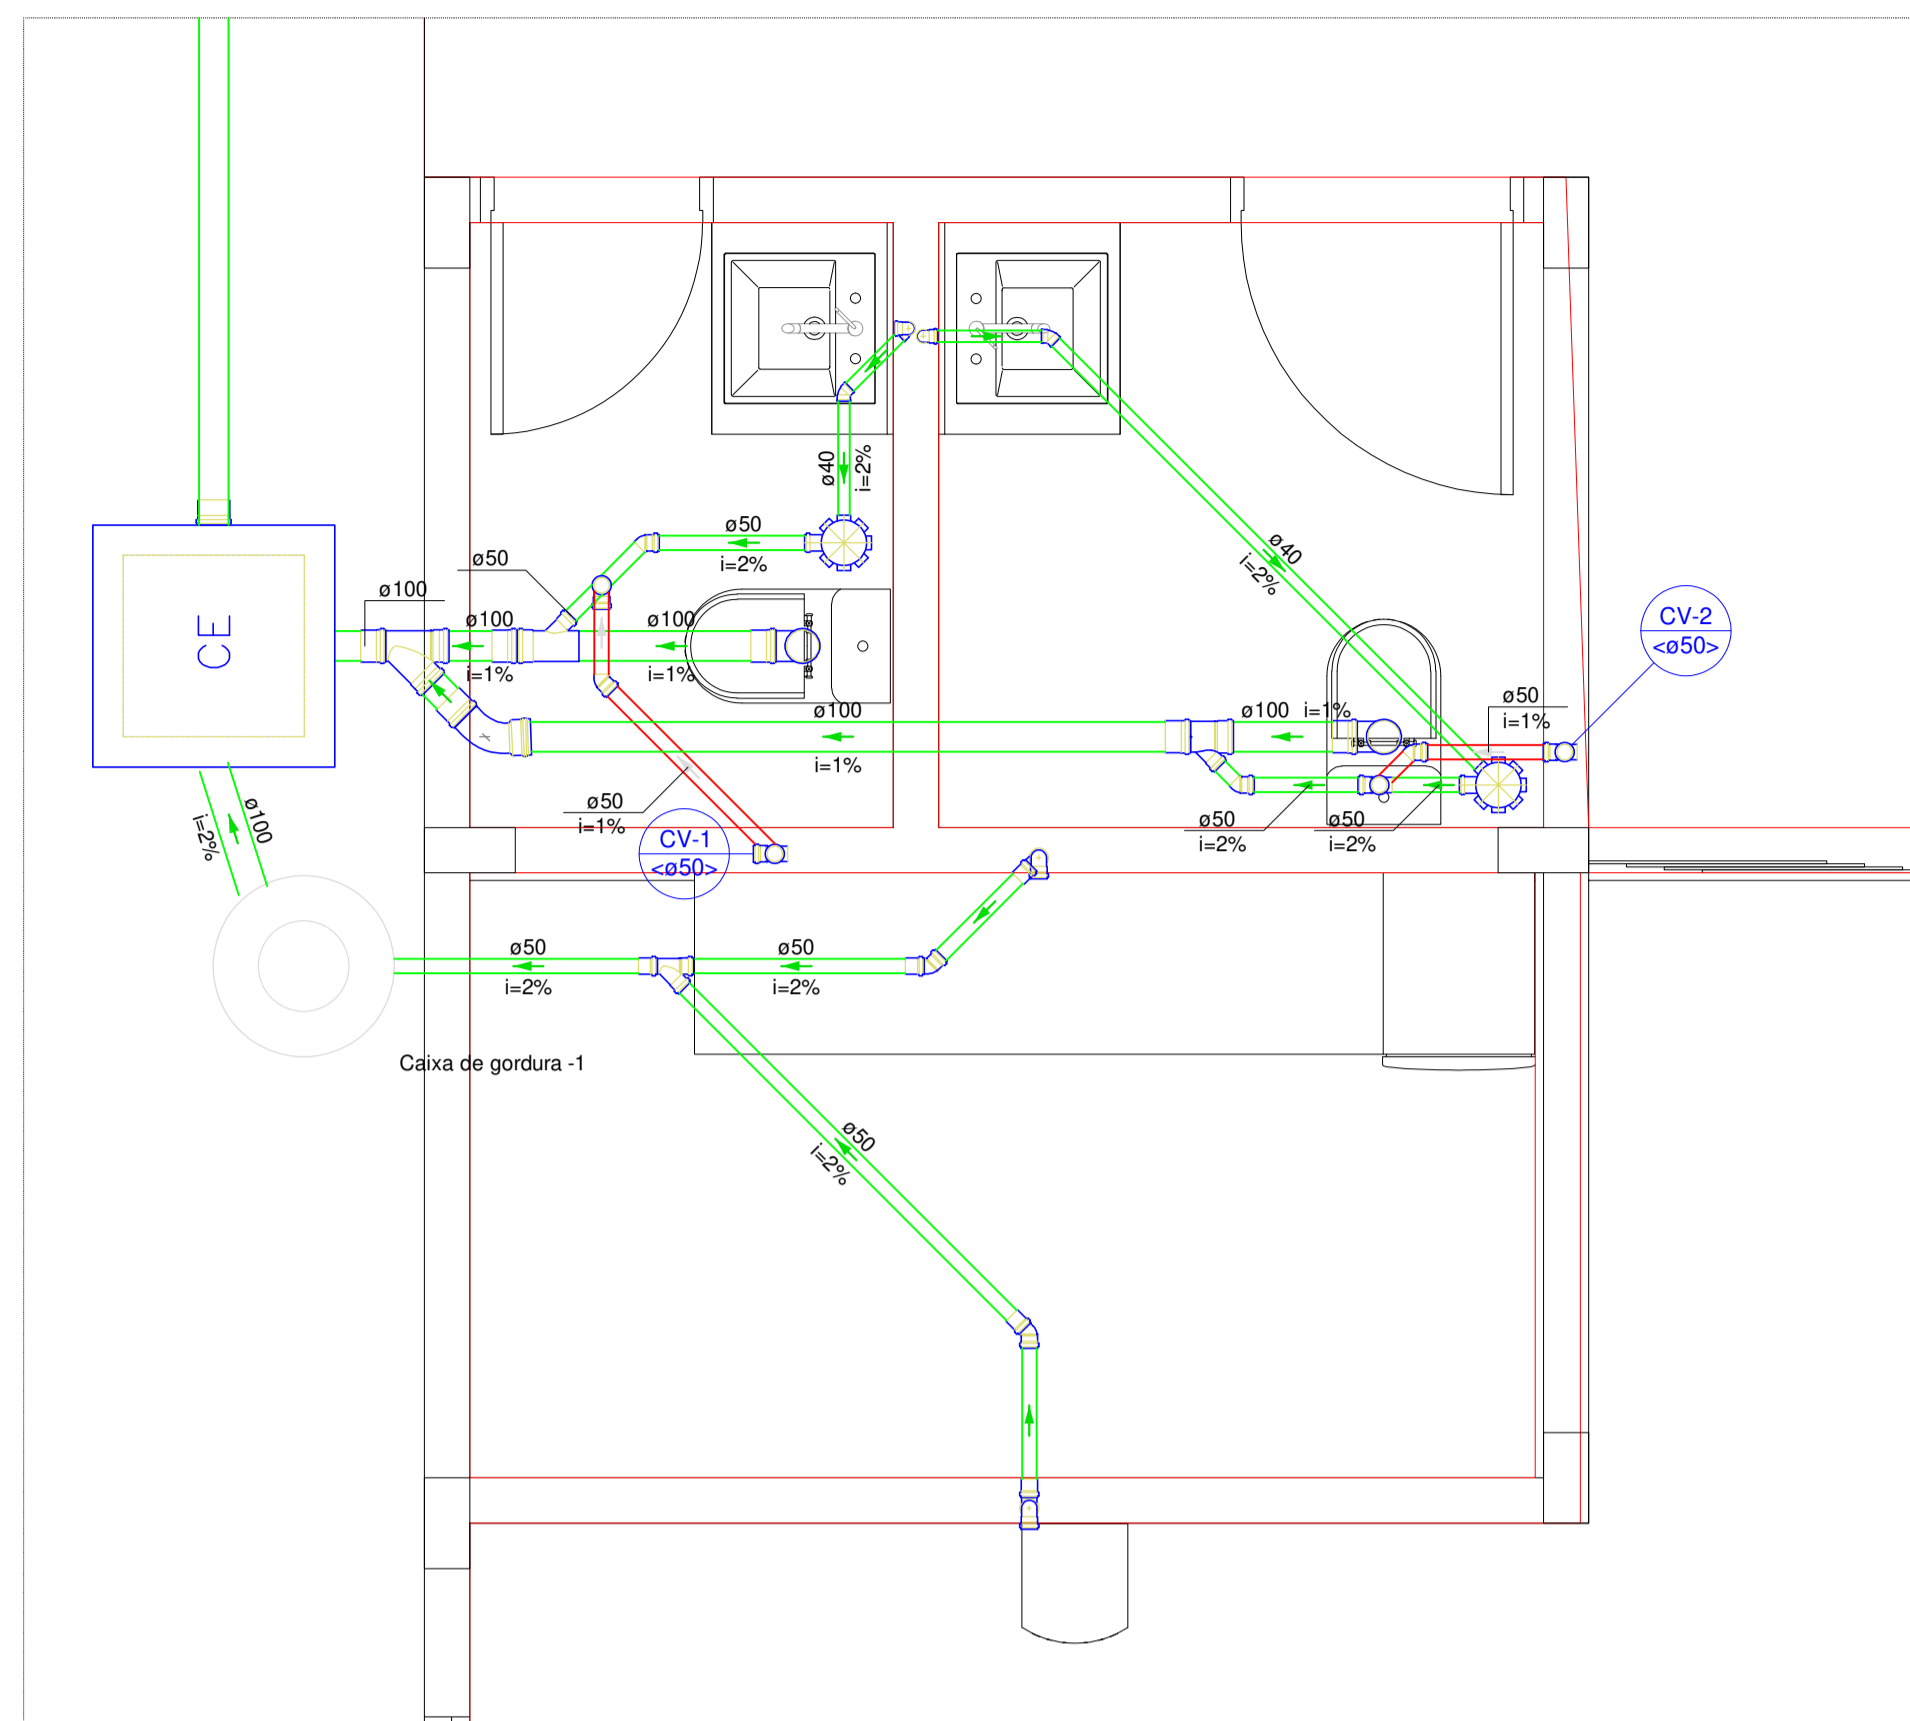 ø40
i=2%
ø50
i=2%
ø50
ø100
ø100
i=1%
ø100
i=1%
CE
ø40
i=2%
CV-2
<ø50>
ø50
i=1%
ø100
i=1%
ø100
i=1%
ø50
i=1%
CV-1
<ø50>
ø50
i=2%
ø50
i=2%
ø100
i=2%
ø50
i=2%
ø50
i=2%
Caixa de gordura -1
ø50
i=2%